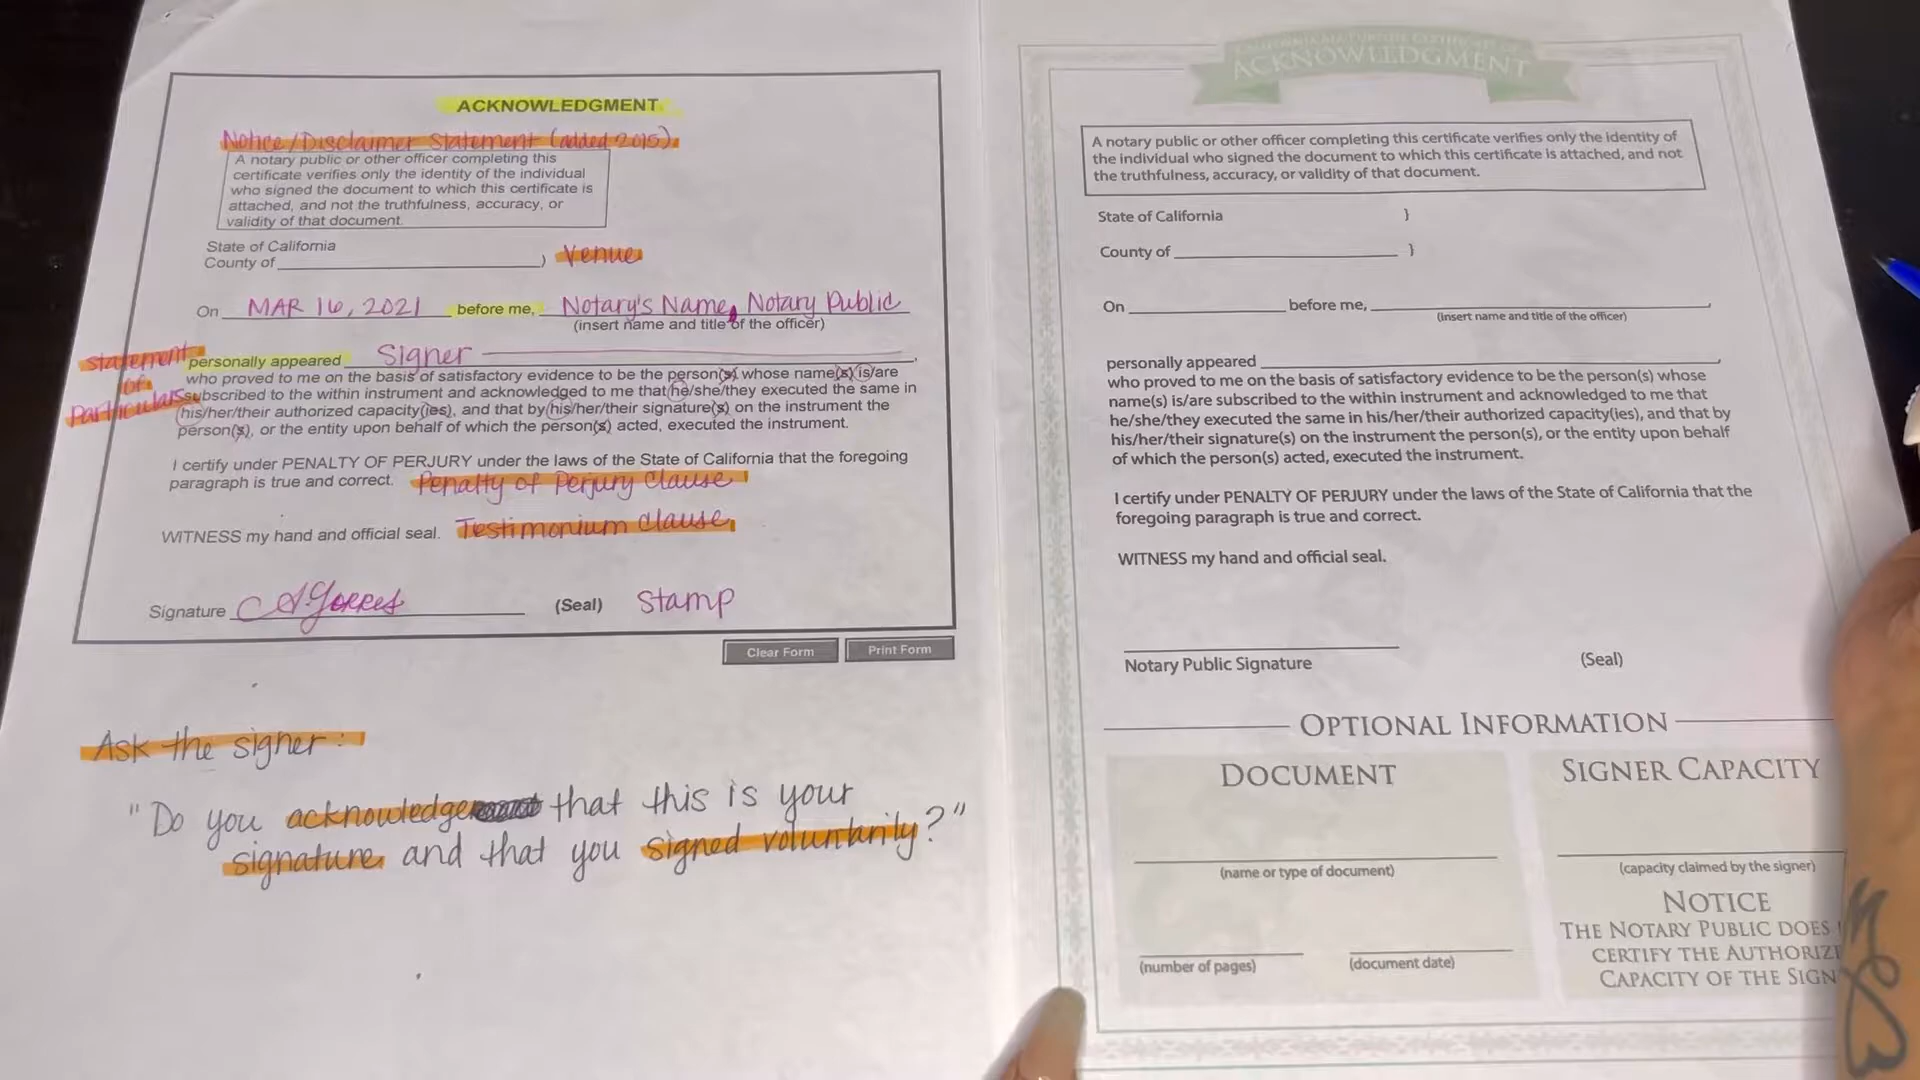 ACKNOWLEDGMENT
Notice/Disclaimer Statement (added 2015)
A notary public or other officer completing this
certificate verifies only the identity of the individual
who signed the document to which this certificate is
attached, and not the truthfulness, accuracy, or
validity of that document.
State of California
County of ) Venue
On MAR 16, 2021 before me, Notary's Name, Notary Public
(insert name and title of the officer)
Statement of Particulars
personally appeared Signer ,
who proved to me on the basis of satisfactory evidence to be the person(s) whose name(s) is/are
subscribed to the within instrument and acknowledged to me that he/she/they executed the same in
his/her/their authorized capacity(ies), and that by his/her/their signature(s) on the instrument the
person(s), or the entity upon behalf of which the person(s) acted, executed the instrument.
I certify under PENALTY OF PERJURY under the laws of the State of California that the foregoing
paragraph is true and correct. Penalty of Perjury Clause
WITNESS my hand and official seal. Testimonium Clause
Signature (Seal) Stamp
Clear Form Print Form
Ask the signer:
"Do you acknowledge that this is your
signature and that you signed voluntarily?"
ACKNOWLEDGMENT
A notary public or other officer completing this certificate verifies only the identity of
the individual who signed the document to which this certificate is attached, and not
the truthfulness, accuracy, or validity of that document.
State of California }
County of }
On before me, ,
(insert name and title of the officer)
personally appeared ,
who proved to me on the basis of satisfactory evidence to be the person(s) whose
name(s) is/are subscribed to the within instrument and acknowledged to me that
he/she/they executed the same in his/her/their authorized capacity(ies), and that by
his/her/their signature(s) on the instrument the person(s), or the entity upon behalf
of which the person(s) acted, executed the instrument.
I certify under PENALTY OF PERJURY under the laws of the State of California that the
foregoing paragraph is true and correct.
WITNESS my hand and official seal.
Notary Public Signature (Seal)
OPTIONAL INFORMATION
DOCUMENT
(name or type of document)
(number of pages) (document date)
SIGNER CAPACITY
(capacity claimed by the signer)
NOTICE
THE NOTARY PUBLIC DOES
CERTIFY THE AUTHORIZE
CAPACITY OF THE SIGN